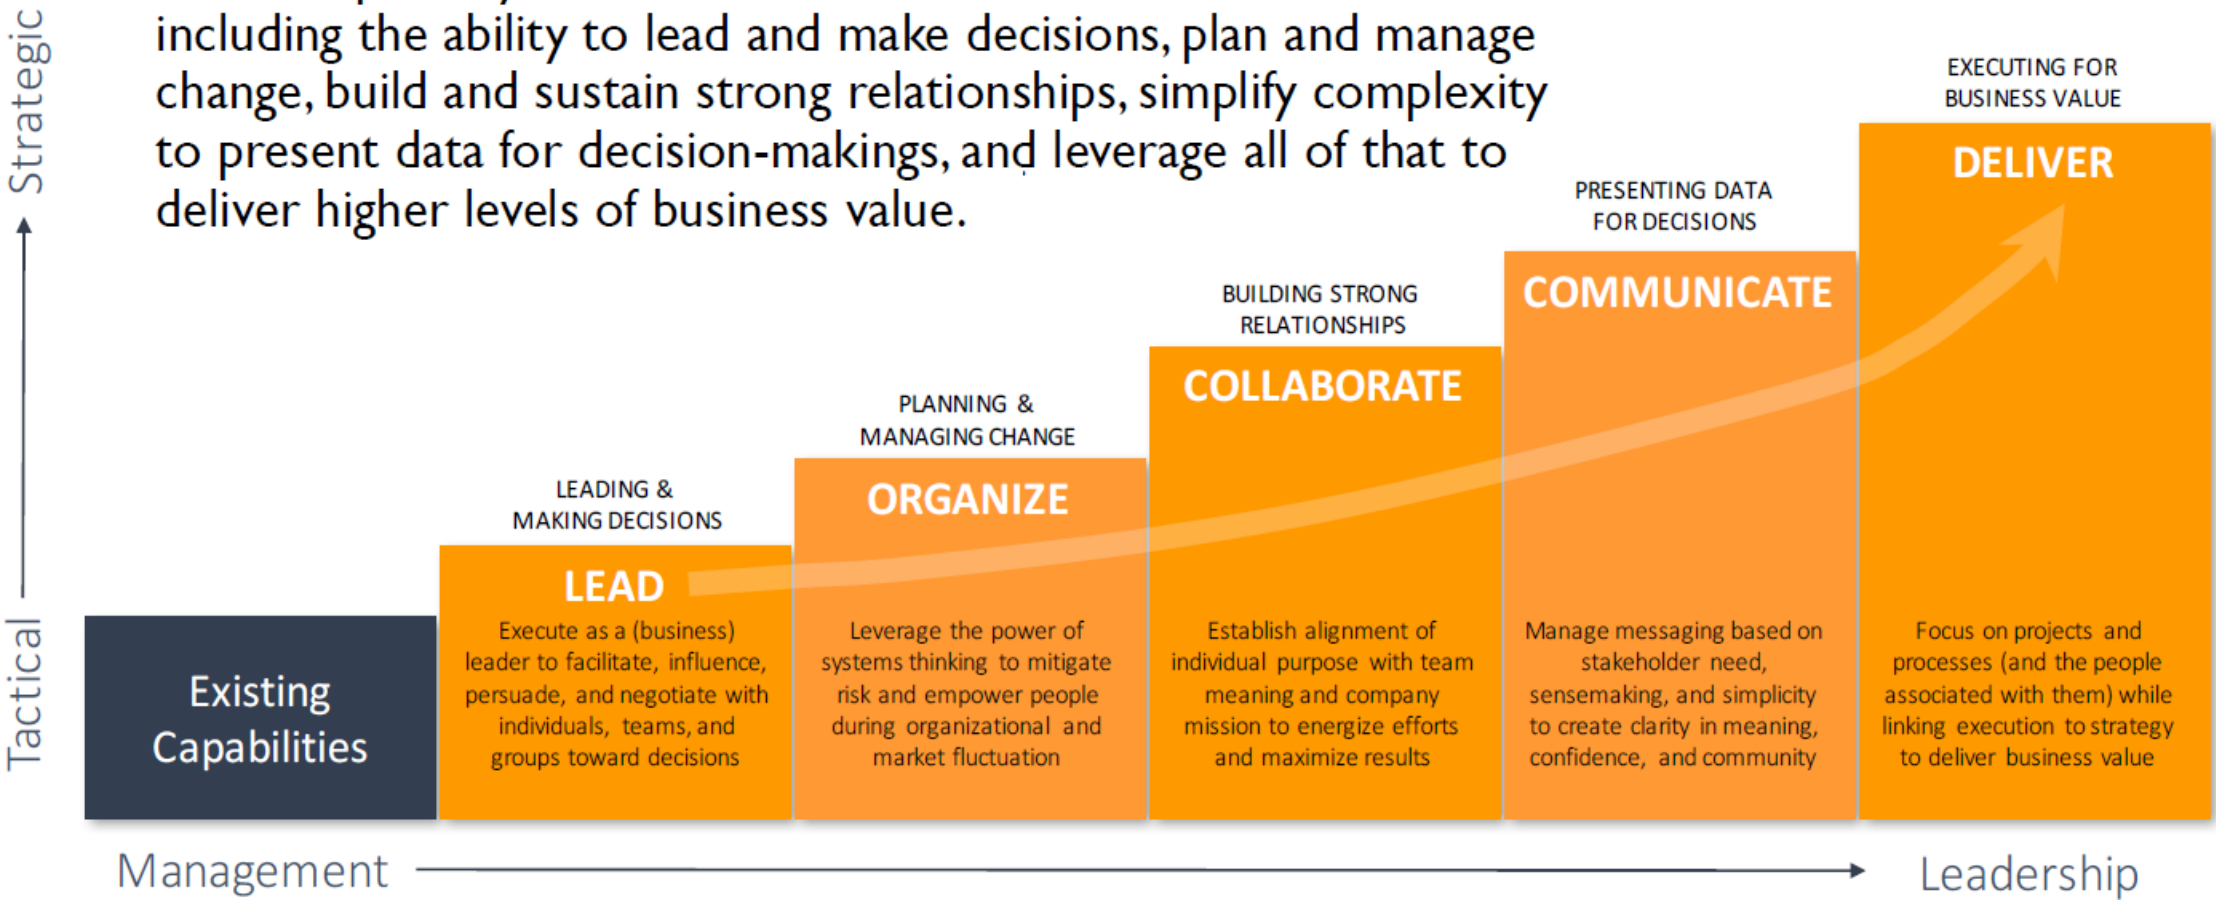 including the ability to lead and make decisions, plan and manage
change, build and sustain strong relationships, simplify complexity
to present data for decision-makings, and leverage all of that to
deliver higher levels of business value.
Strategic
Tactical
EXECUTING FOR
BUSINESS VALUE
DELIVER
PRESENTING DATA
FOR DECISIONS
COMMUNICATE
BUILDING STRONG
RELATIONSHIPS
COLLABORATE
PLANNING &
MANAGING CHANGE
ORGANIZE
LEADING &
MAKING DECISIONS
LEAD
Existing
Capabilities
Execute as a (business)
leader to facilitate, influence,
persuade, and negotiate with
individuals, teams, and
groups toward decisions
Leverage the power of
systems thinking to mitigate
risk and empower people
during organizational and
market fluctuation
Establish alignment of
individual purpose with team
meaning and company
mission to energize efforts
and maximize results
Manage messaging based on
stakeholder need,
sensemaking, and simplicity
to create clarity in meaning,
confidence, and community
Focus on projects and
processes (and the people
associated with them) while
linking execution to strategy
to deliver business value
Management
Leadership